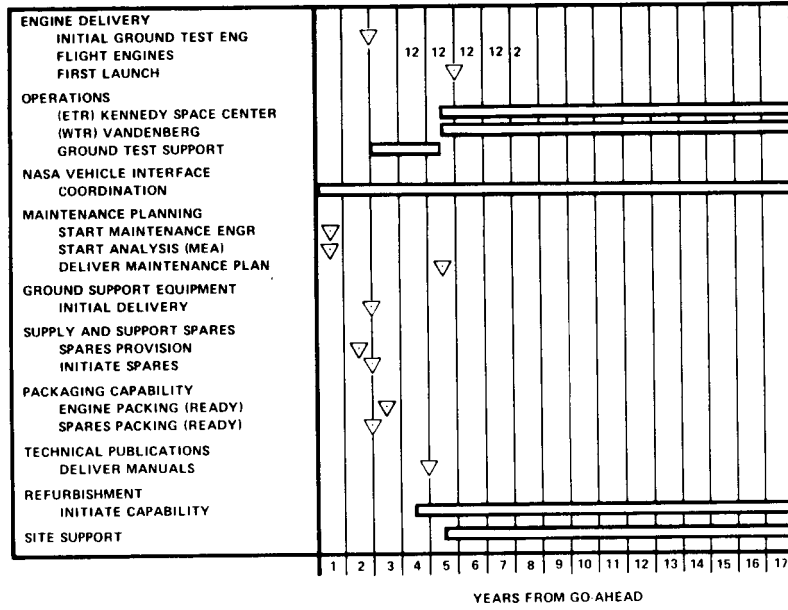 ENGINE DELIVERY
INITIAL GROUND TEST ENG
FLIGHT ENGINES 12 12 12 12 2
FIRST LAUNCH
OPERATIONS
(ETR) KENNEDY SPACE CENTER
(WTR) VANDENBERG
GROUND TEST SUPPORT
NASA VEHICLE INTERFACE
COORDINATION
MAINTENANCE PLANNING
START MAINTENANCE ENGR
START ANALYSIS (MEA)
DELIVER MAINTENANCE PLAN
GROUND SUPPORT EQUIPMENT
INITIAL DELIVERY
SUPPLY AND SUPPORT SPARES
SPARES PROVISION
INITIATE SPARES
PACKAGING CAPABILITY
ENGINE PACKING (READY)
SPARES PACKING (READY)
TECHNICAL PUBLICATIONS
DELIVER MANUALS
REFURBISHMENT
INITIATE CAPABILITY
SITE SUPPORT
1 2 3 4 5 6 7 8 9 10 11 12 13 14 15 16 17
YEARS FROM GO-AHEAD